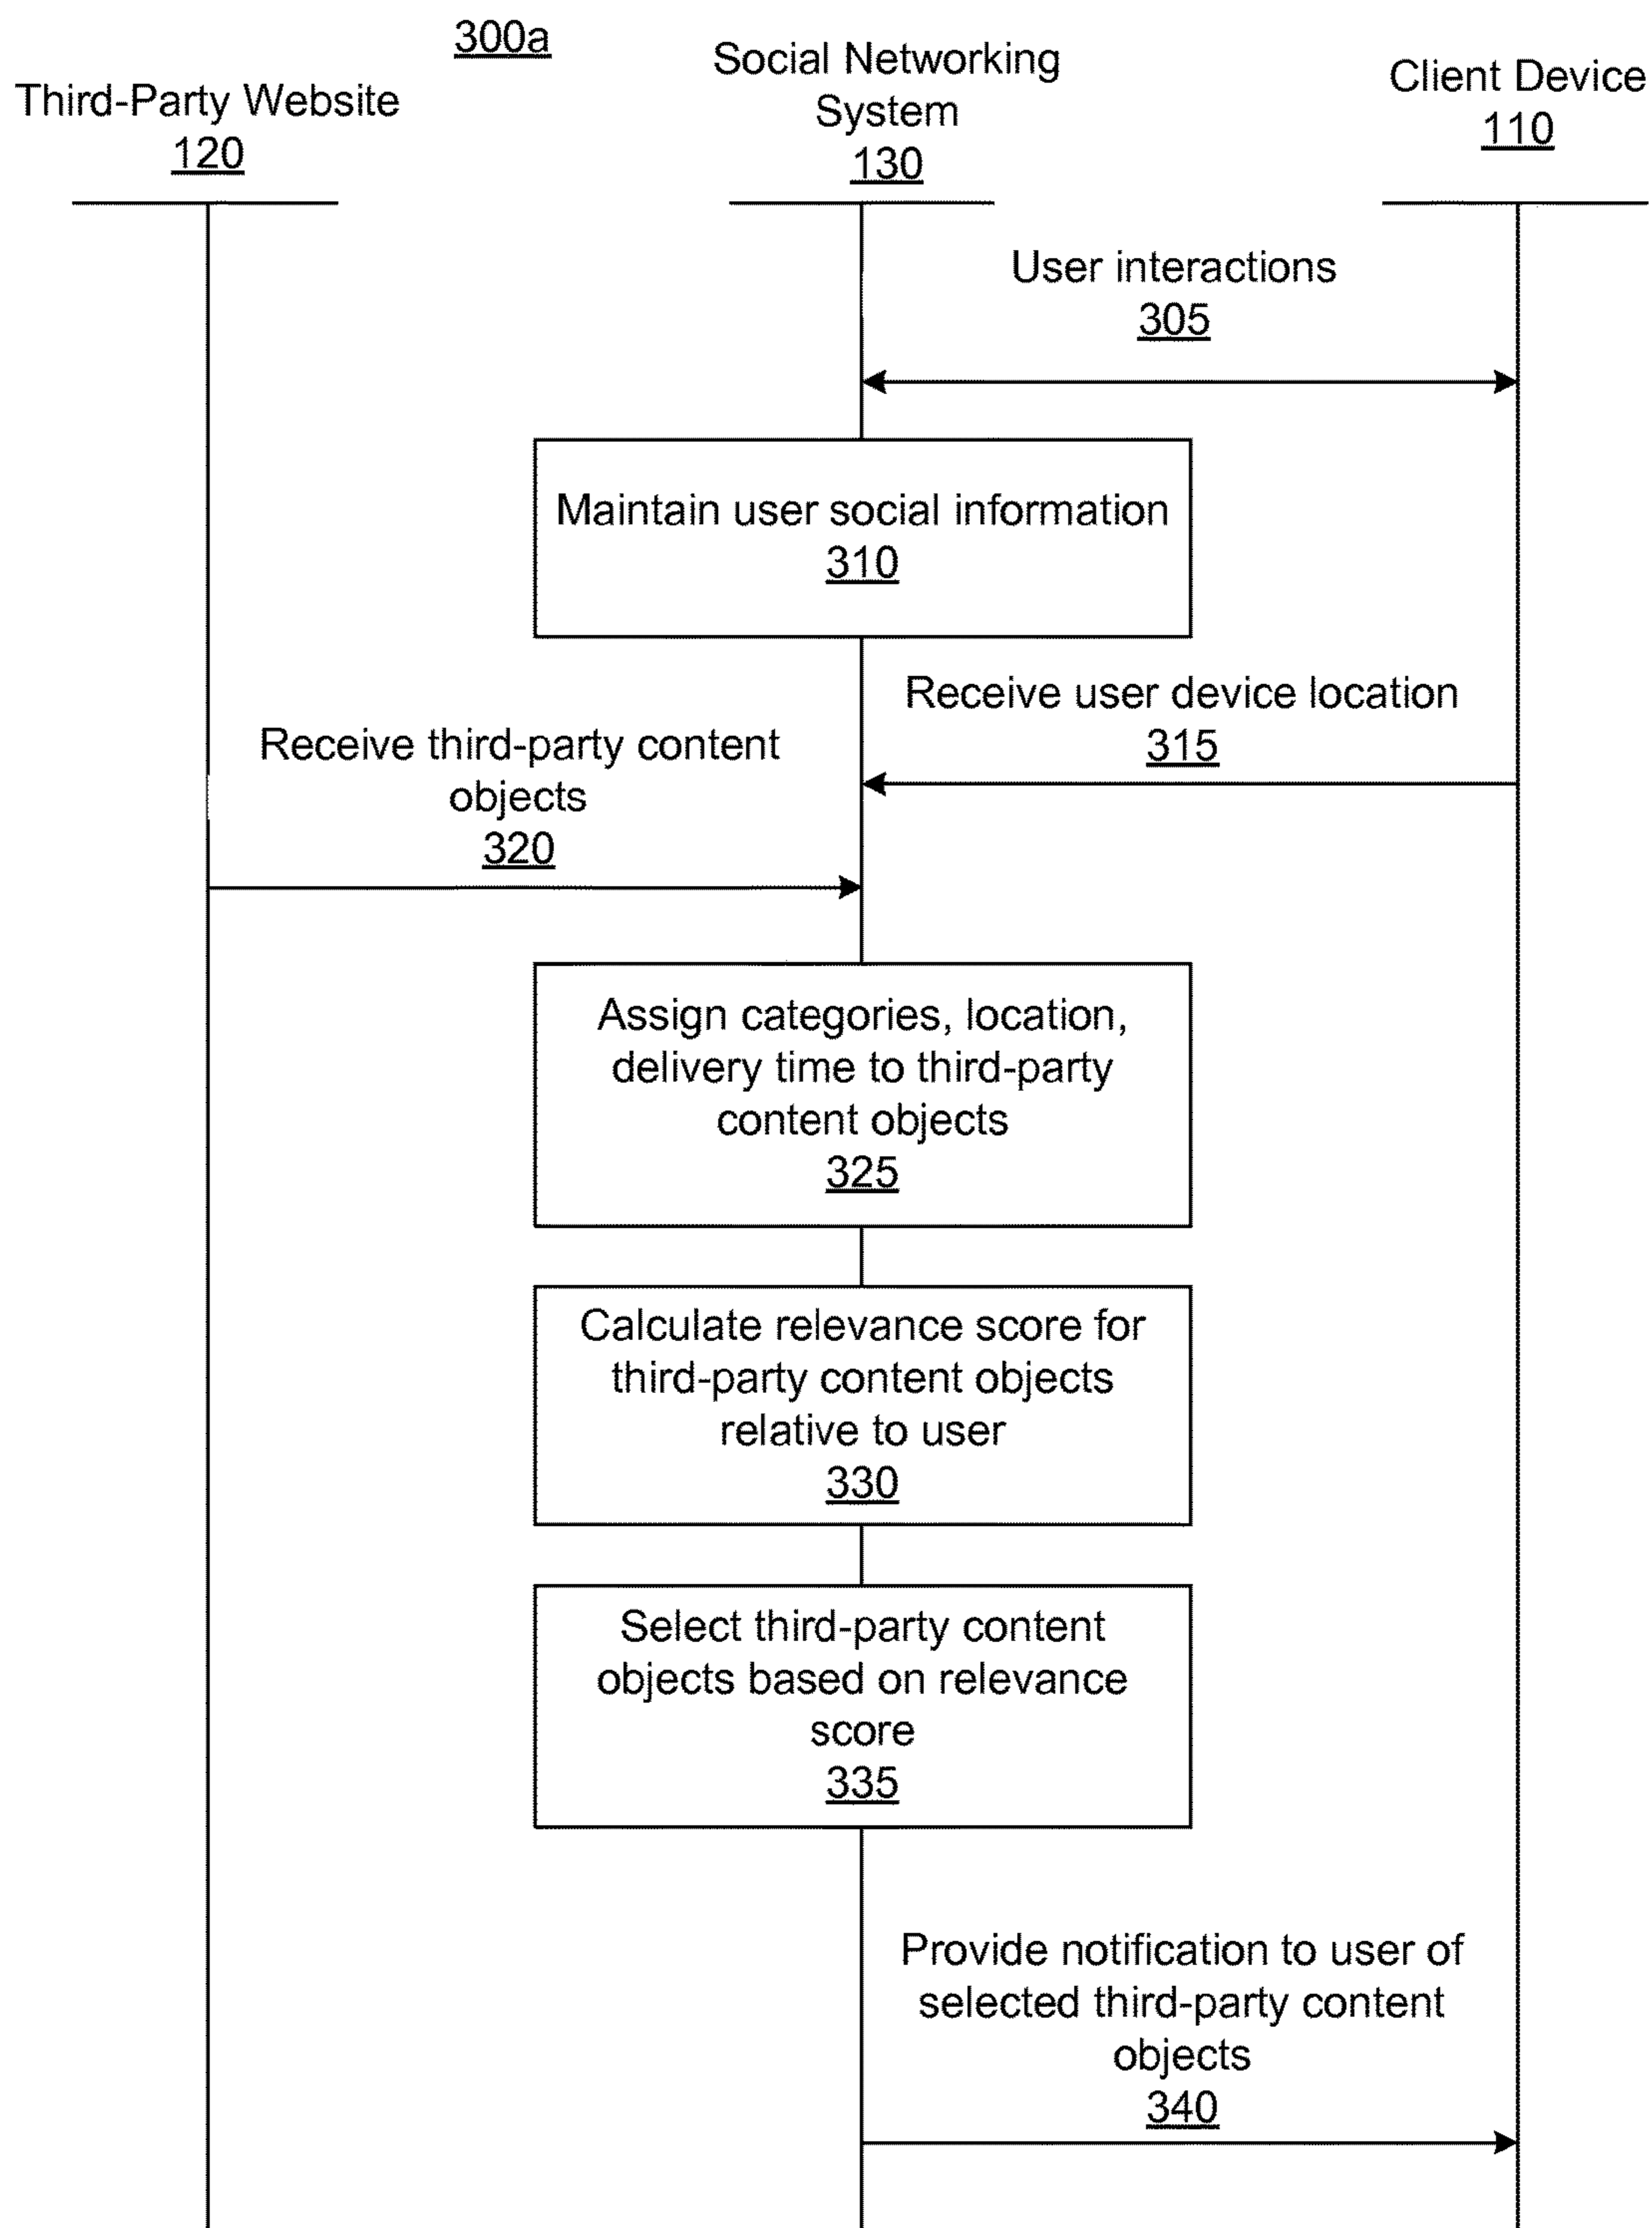 300a
Third-Party Website
120
Social Networking
System
130
Client Device
110
User interactions
305
Maintain user social information
310
Receive user device location
315
Receive third-party content
objects
320
Assign categories, location,
delivery time to third-party
content objects
325
Calculate relevance score for
third-party content objects
relative to user
330
Select third-party content
objects based on relevance
score
335
Provide notification to user of
selected third-party content
objects
340